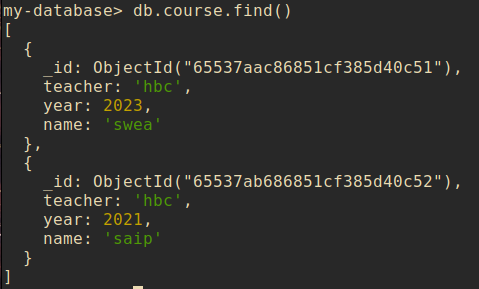 my-database> db.course.find()
[
  {
    _id: ObjectId("65537aac86851cf385d40c51"),
    teacher: 'hbc',
    year: 2023,
    name: 'swea'
  },
  {
    _id: ObjectId("65537ab686851cf385d40c52"),
    teacher: 'hbc',
    year: 2021,
    name: 'saip'
  }
]